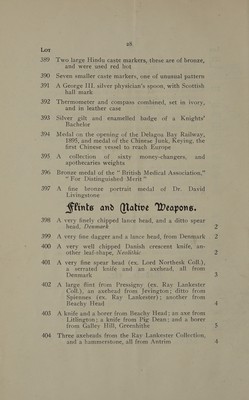 28
Lot
389 Two large Hindu caste markers, these are of bronze,
and were used red hot
390 Seven smaller caste markers, one of unusual pattern
391 A George III. silver physician's spoon, with Scottish
hall mark
392 Thermometer and compass combined, set in ivory,
and in leather case
393 Silver gilt and enamelled badge of a Knights'
Bachelor
394 Medal on the opening of the Delagoa Bay Railway,
1895, and medal of the Chinese Junk, Keying, the
first Chinese vessel to reach Europe
395 A collection of sixty money-changers, and
apothecaries weights
396 Bronze medal of the "British Medical Association,"
"For Distinguished Merit"
397 A fine bronze portrait medal of Dr. David
Livingstone
Flints and Native Weapons.
398 A very finely chipped lance head, and a ditto spear
head, Denmark 2
399 A very fine dagger and a lance head, from Denmark 2
400 A very well chipped Danish crescent knife, an-
other leaf-shape, Neolithic 2
401 A very fine spear head (ex. Lord Northesk Coll.),
a serrated knife and an axehead, all from
Denmark 3
402 A large flint from Pressigny (ex. Ray Lankester
Coll.), an axehead from Jevington; ditto from
Spiennes (ex. Ray Lankester); another from
Beachy Head 4
403 A knife and a borer from Beachy Head; an axe from
Litlington; a knife from Pig Dean; and a borer
from Galley Hill, Greenhithe 5
404 Three axeheads from the Ray Lankester Collection,
and a hammerstone, all from Antrim 4